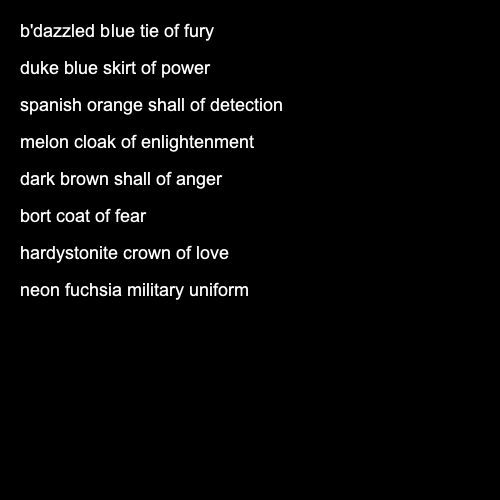 b'dazzled blue tie of fury
duke blue skirt of power
spanish orange shall of detection
melon cloak of enlightenment
dark brown shall of anger
bort coat of fear
hardystonite crown of love
neon fuchsia military uniform